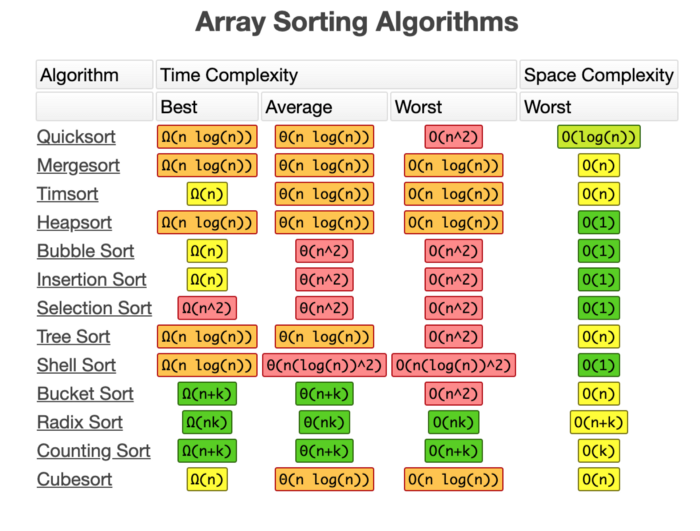 Array Sorting Algorithms
Algorithm Time Complexity Space Complexity
Best Average Worst Worst
Quicksort Ω(n log(n)) θ(n log(n)) O(n^2) O(log(n))
Mergesort Ω(n log(n)) θ(n log(n)) O(n log(n)) O(n)
Timsort Ω(n) θ(n log(n)) O(n log(n)) O(n)
Heapsort Ω(n log(n)) θ(n log(n)) O(n log(n)) O(1)
Bubble Sort Ω(n) θ(n^2) O(n^2) O(1)
Insertion Sort Ω(n) θ(n^2) O(n^2) O(1)
Selection Sort Ω(n^2) θ(n^2) O(n^2) O(1)
Tree Sort Ω(n log(n)) θ(n log(n)) O(n^2) O(n)
Shell Sort Ω(n log(n)) θ(n(log(n))^2) O(n(log(n))^2) O(1)
Bucket Sort Ω(n+k) θ(n+k) O(n^2) O(n)
Radix Sort Ω(nk) θ(nk) O(nk) O(n+k)
Counting Sort Ω(n+k) θ(n+k) O(n+k) O(k)
Cubesort Ω(n) θ(n log(n)) O(n log(n)) O(n)